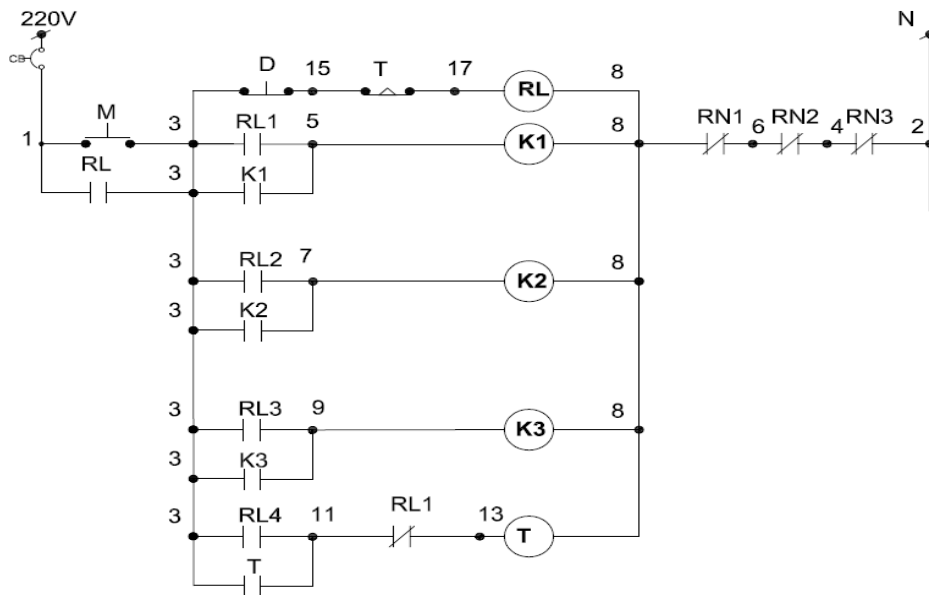 220V N
CB
D 15 T 17 RL 8
M
1 3 RL1 5 K1 8 RN1 6 RN2 4 RN3 2
RL 3 K1
3 RL2 7 K2 8
3 K2
3 RL3 9 K3 8
3 K3
3 RL4 11 RL1 13 T
T